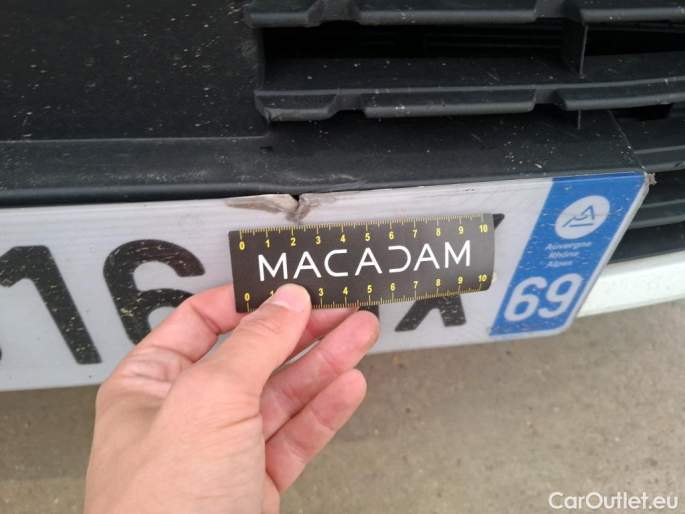 0 1 2 3 4 5 6 7 8 9 10
MACADAM
0 1 3 4 5 6 7 8 9 10
16
X
Auvergne
Rhône
Alpes
69
CarOutlet.eu